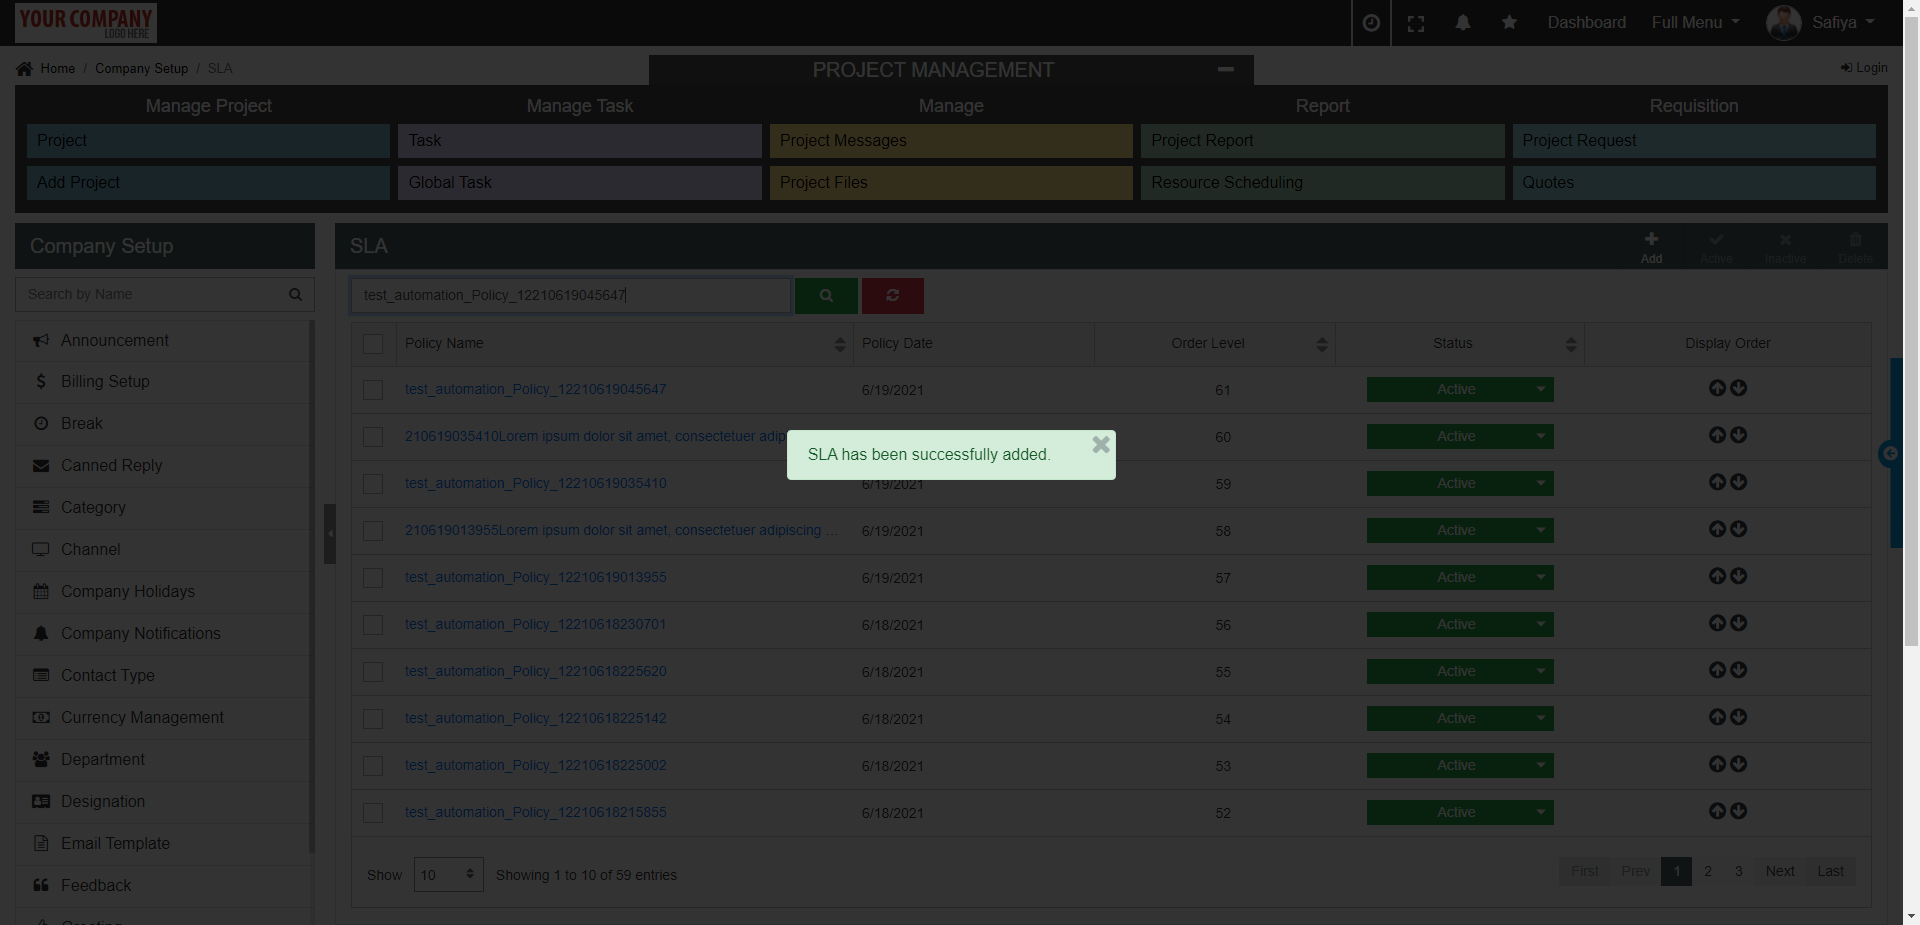 YOUR COMPANY
LOGO HERE
Dashboard
Full Menu
Safiya
Home / Company Setup / SLA
PROJECT MANAGEMENT
Login
Manage Project
Manage Task
Manage
Report
Requisition
Project
Task
Project Messages
Project Report
Project Request
Add Project
Global Task
Project Files
Resource Scheduling
Quotes
Company Setup
Search by Name
Announcement
Billing Setup
Break
Canned Reply
Category
Channel
Company Holidays
Company Notifications
Contact Type
Currency Management
Department
Designation
Email Template
Feedback
SLA
Add
Active
Inactive
Delete
test_automation_Policy_12210619045647
Policy Name Policy Date Order Level Status Display Order
test_automation_Policy_12210619045647 6/19/2021 61 Active
210619035410Lorem ipsum dolor sit amet, consectetuer adip 60 Active
test_automation_Policy_12210619035410 6/19/2021 59 Active
210619013955Lorem ipsum dolor sit amet, consectetuer adipiscing ... 6/19/2021 58 Active
test_automation_Policy_12210619013955 6/19/2021 57 Active
test_automation_Policy_12210618230701 6/18/2021 56 Active
test_automation_Policy_12210618225620 6/18/2021 55 Active
test_automation_Policy_12210618225142 6/18/2021 54 Active
test_automation_Policy_12210618225002 6/18/2021 53 Active
test_automation_Policy_12210618215855 6/18/2021 52 Active
SLA has been successfully added.
Show 10 Showing 1 to 10 of 59 entries
First Prev 1 2 3 Next Last